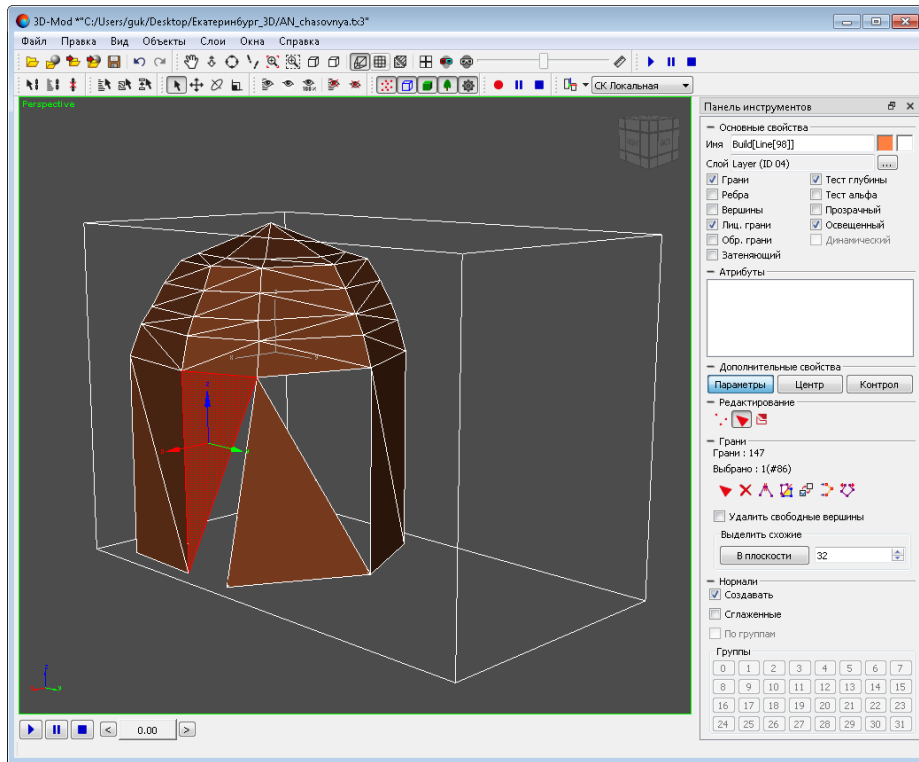 3D-Mod *"C:/Users/guk/Desktop/Екатеринбург_3D/AN_chasovnya.tx3"
Файл Правка Вид Объекты Слои Окна Справка
100%
СК Локальная
Perspective
Панель инструментов
Основные свойства
Имя Build[Line[98]]
Слой Layer (ID 04) ...
Грани Тест глубины
Ребра Тест альфа
Вершины Прозрачный
Лиц. грани Освещенный
Обр. грани Динамический
Затеняющий
Атрибуты
Дополнительные свойства
Параметры Центр Контрол
Редактирование
Грани
Грани : 147
Выбрано : 1(#86)
Удалить свободные вершины
Выделить схожие
В плоскости 32
Нормали
Создавать
Сглаженные
По группам
Группы
0 1 2 3 4 5 6 7
8 9 10 11 12 13 14 15
16 17 18 19 20 21 22 23
24 25 26 27 28 29 30 31
< 0.00 >